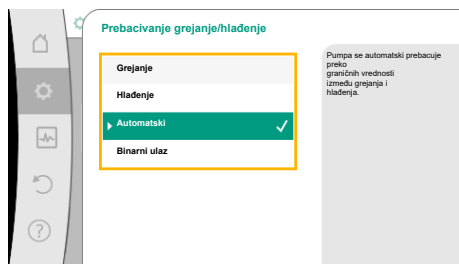 Prebacivanje grejanje/hlađenje
Grejanje
Hlađenje
Automatski
Binarni ulaz
Pumpa se automatski prebacuje
preko
graničnih vrednosti
između grejanja i
hlađenja.